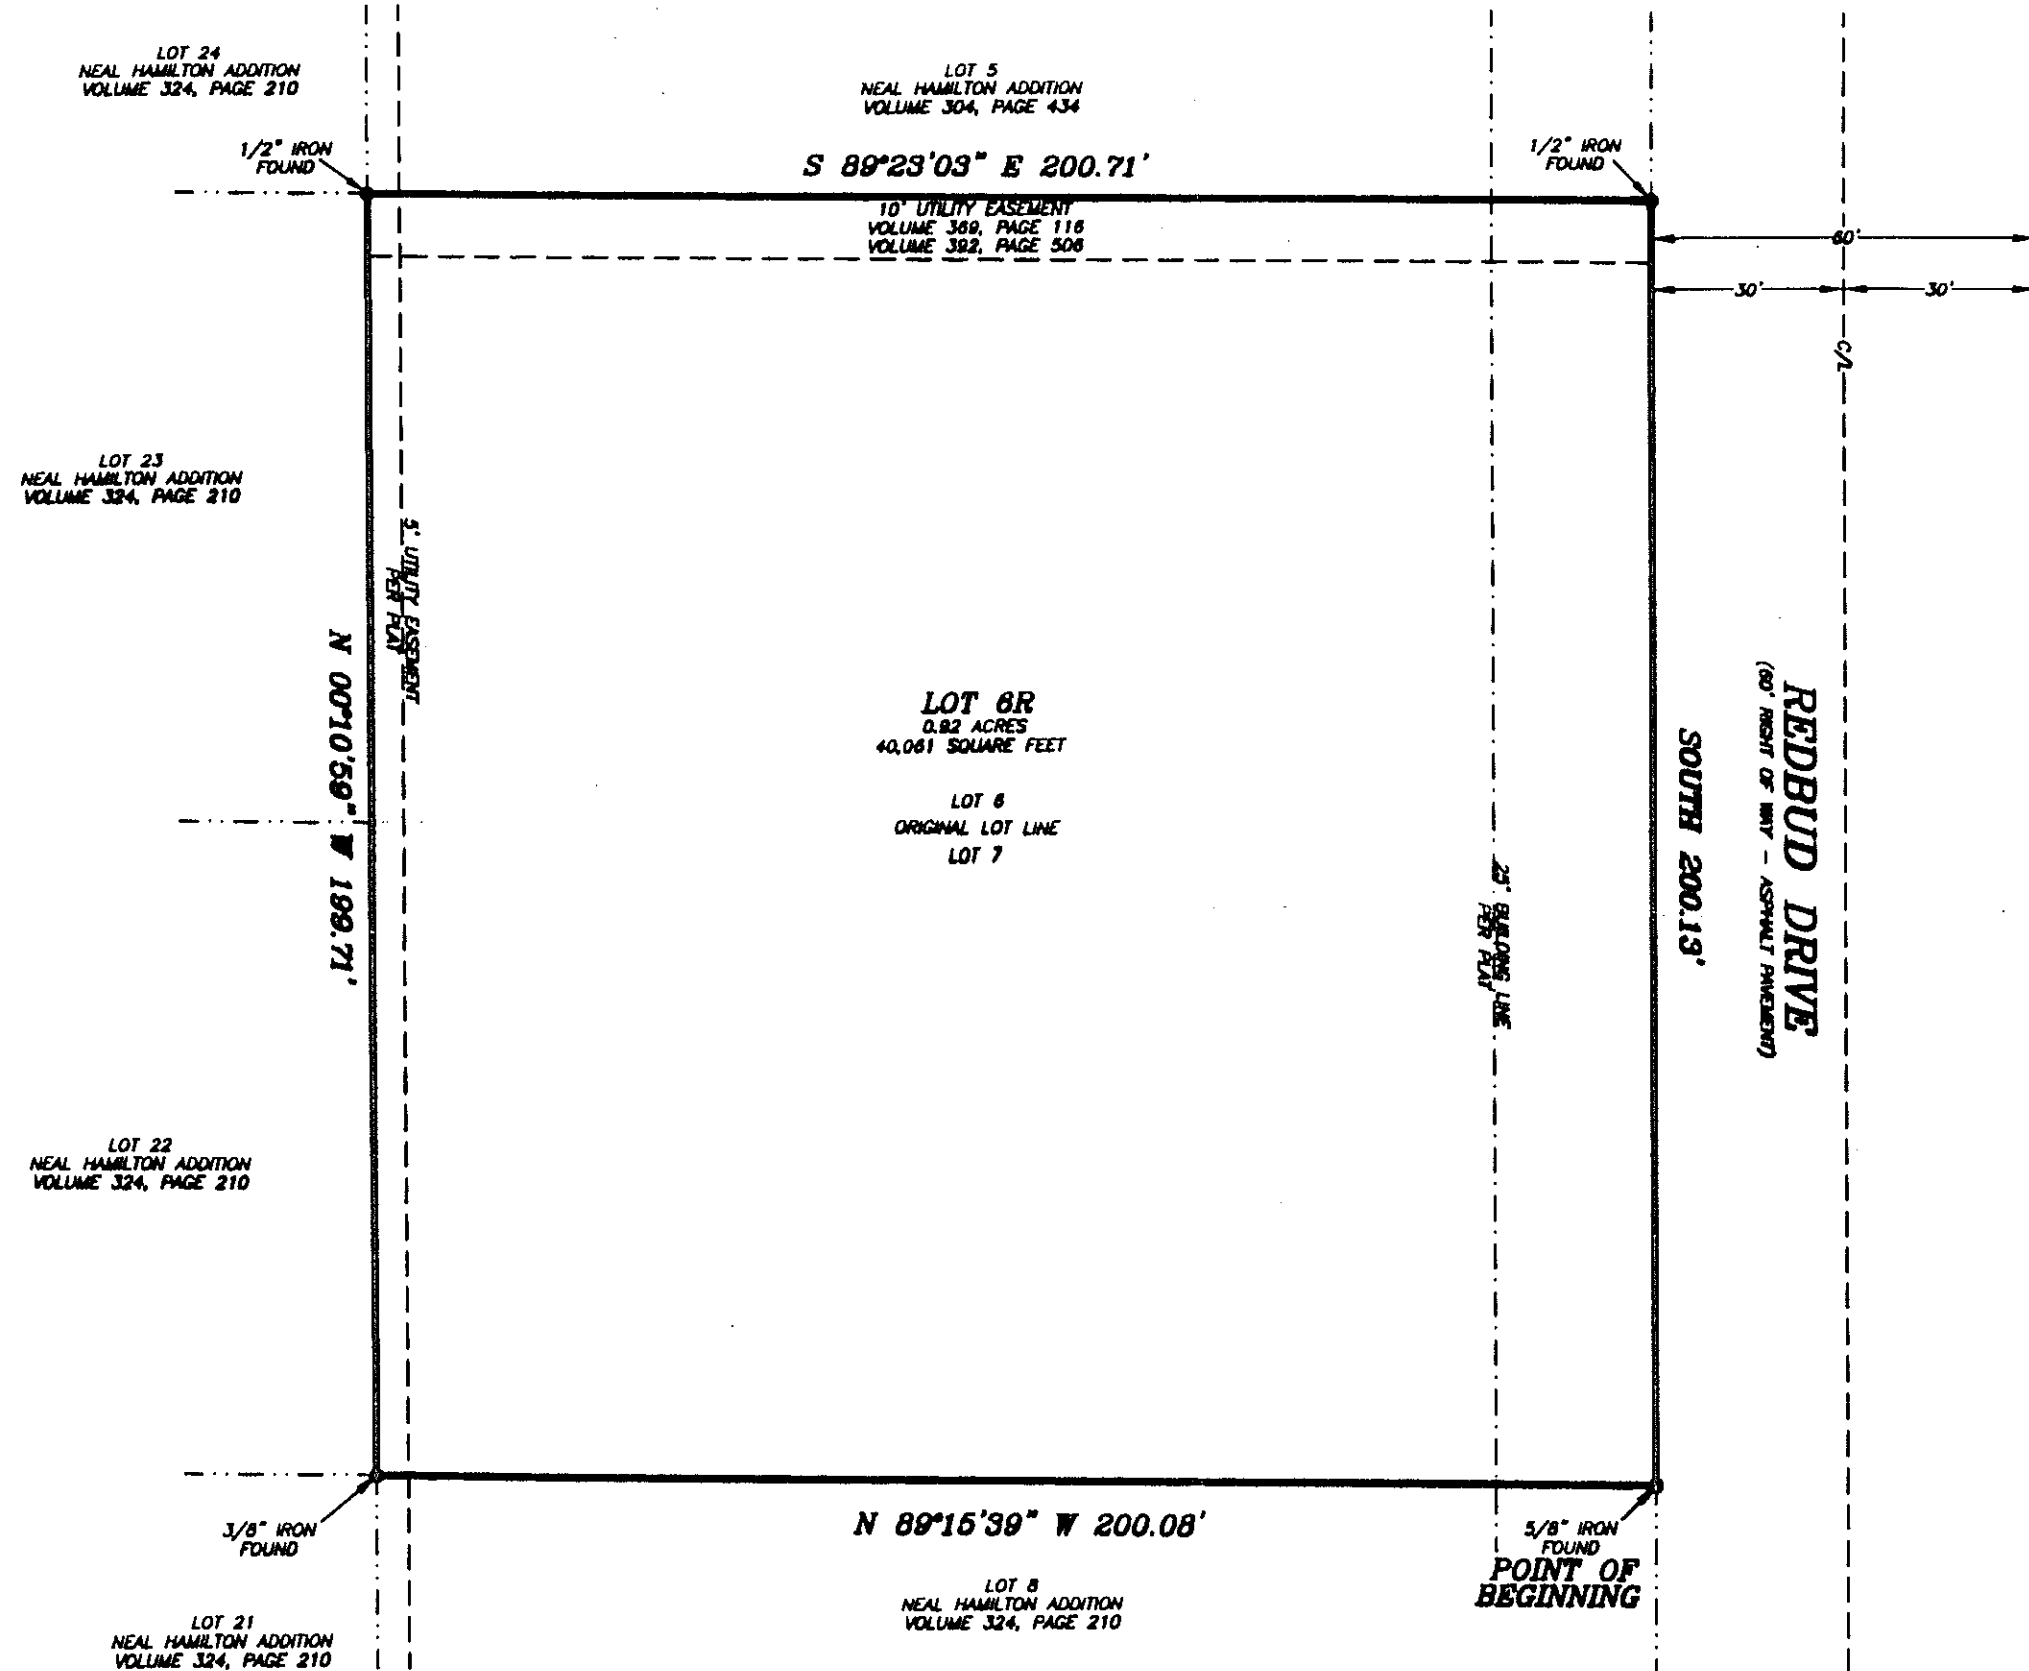 LOT 24
NEAL HAMILTON ADDITION
VOLUME 324, PAGE 210
LOT 5
NEAL HAMILTON ADDITION
VOLUME 304, PAGE 434
1/2" IRON
FOUND
S 89°23'03" E 200.71'
1/2" IRON
FOUND
10' UTILITY EASEMENT
VOLUME 369, PAGE 116
VOLUME 392, PAGE 506
60'
30'
30'
C/L
LOT 23
NEAL HAMILTON ADDITION
VOLUME 324, PAGE 210
5' UTILITY EASEMENT
PER PLAT
N 00°10'59" W 199.71'
LOT 6R
0.92 ACRES
40,061 SQUARE FEET
LOT 6
ORIGINAL LOT LINE
LOT 7
25' BUILDING LINE
PER PLAT
SOUTH 200.13'
REDBUD DRIVE
(60' RIGHT OF WAY - ASPHALT PAVEMENT)
LOT 22
NEAL HAMILTON ADDITION
VOLUME 324, PAGE 210
3/8" IRON
FOUND
N 89°15'39" W 200.08'
5/8" IRON
FOUND
POINT OF
BEGINNING
LOT 8
NEAL HAMILTON ADDITION
VOLUME 324, PAGE 210
LOT 21
NEAL HAMILTON ADDITION
VOLUME 324, PAGE 210